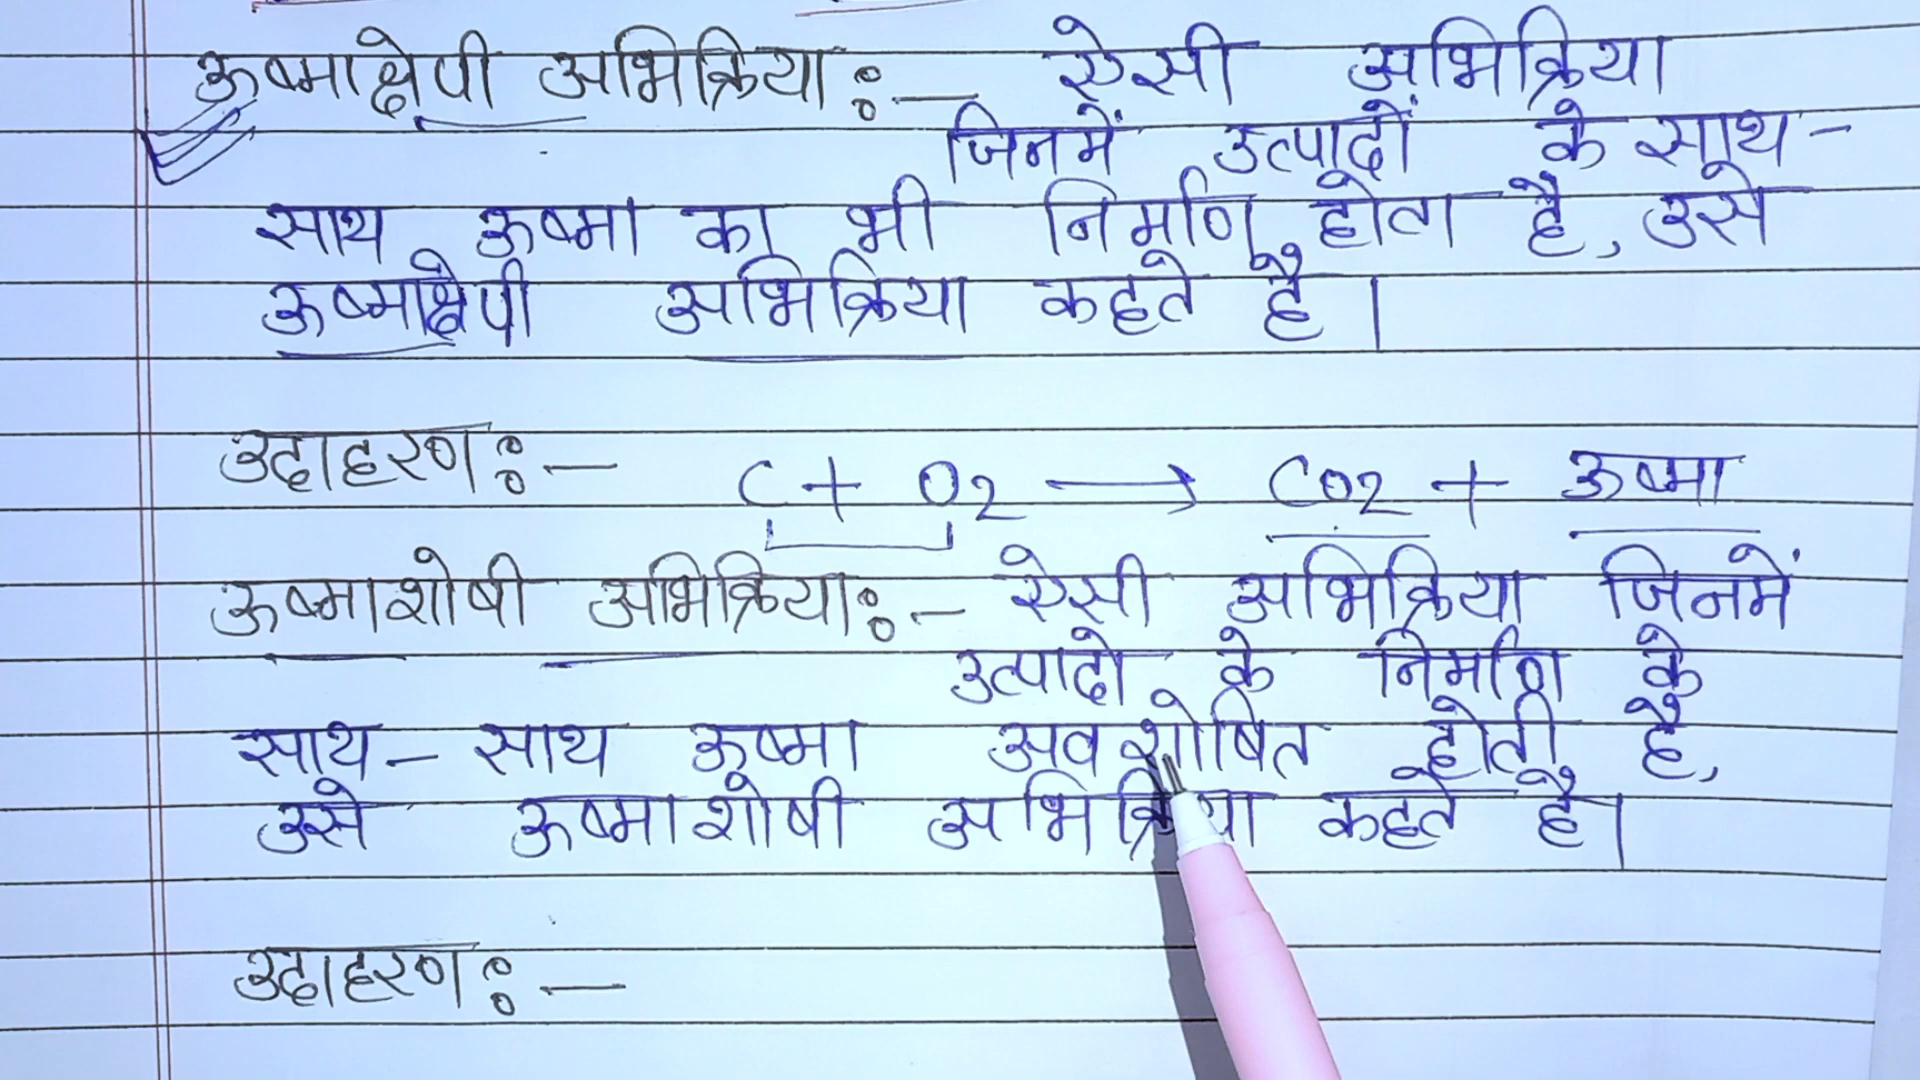 ऊष्माक्षेपी अभिक्रिया :— ऐसी अभिक्रिया
जिनमें उत्पादों के साथ-
साथ ऊष्मा का भी निर्माण होता है, उसे
ऊष्माक्षेपी अभिक्रिया कहते है।
उदाहरण :— C + O2 → CO2 + ऊष्मा
ऊष्माशोषी अभिक्रिया :— ऐसी अभिक्रिया जिनमें
उत्पादो के निर्माण के
साथ - साथ ऊष्मा अवशोषित होती है,
उसे ऊष्माशोषी अभिक्रिया कहते है।
उदाहरण :—